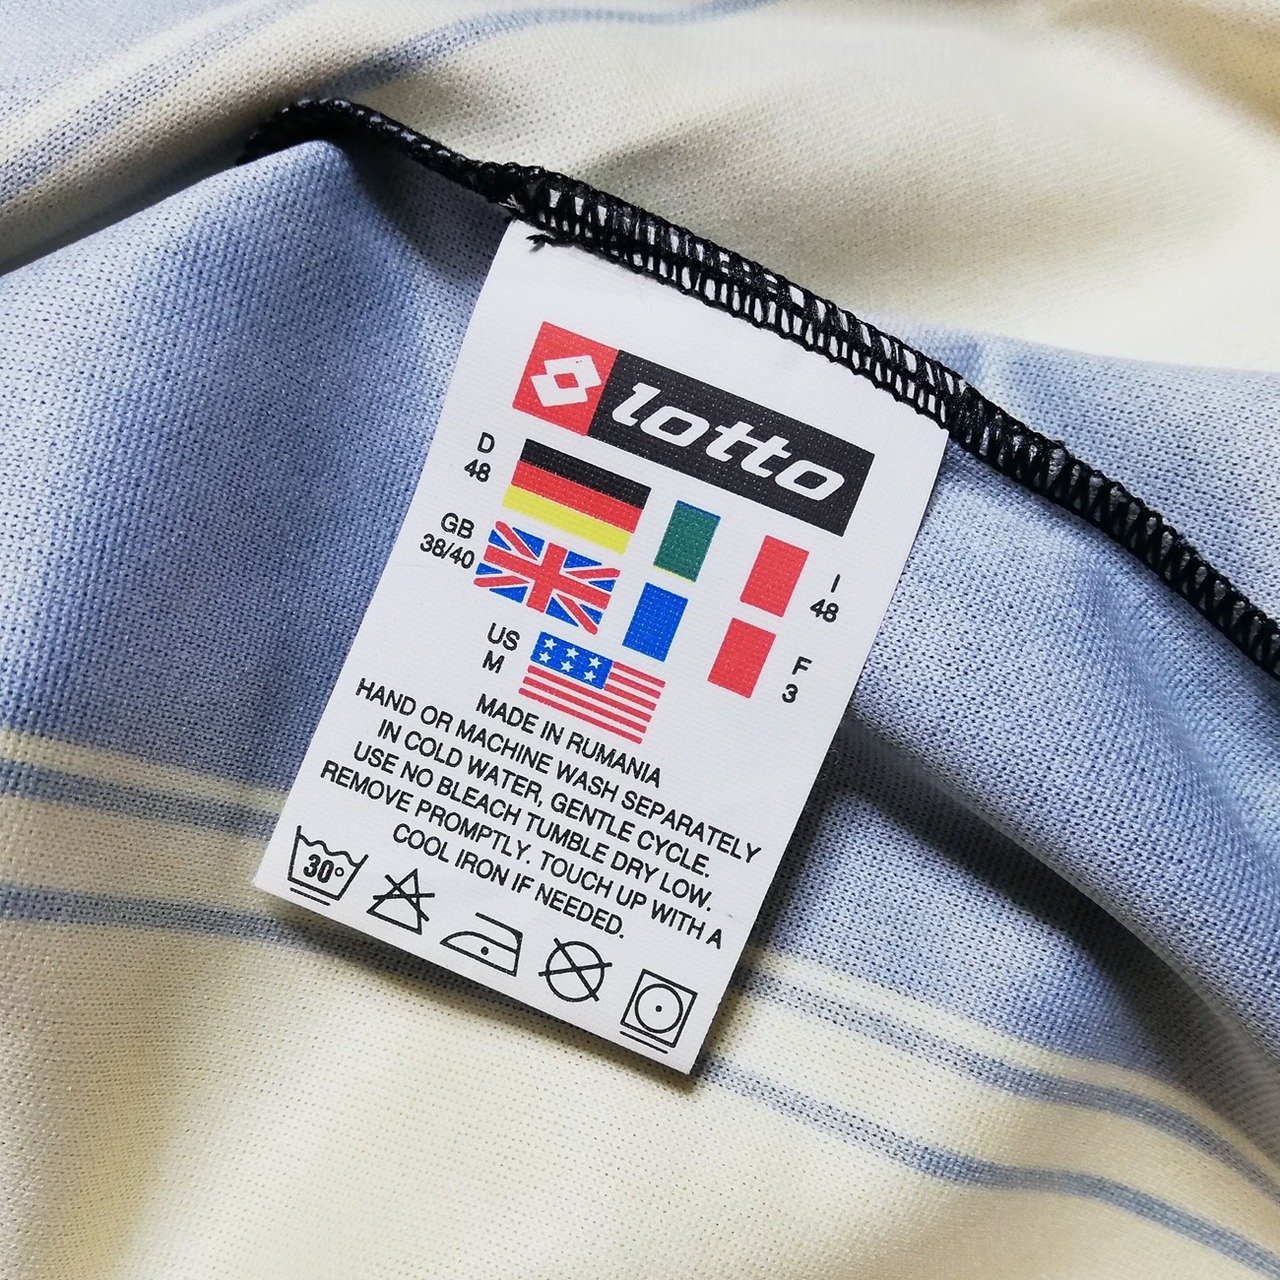 lotto
D
48
GB
38/40
I
48
US
M
F
3
MADE IN RUMANIA
HAND OR MACHINE WASH SEPARATELY
IN COLD WATER, GENTLE CYCLE.
USE NO BLEACH TUMBLE DRY LOW.
REMOVE PROMPTLY. TOUCH UP WITH A
COOL IRON IF NEEDED.
30°